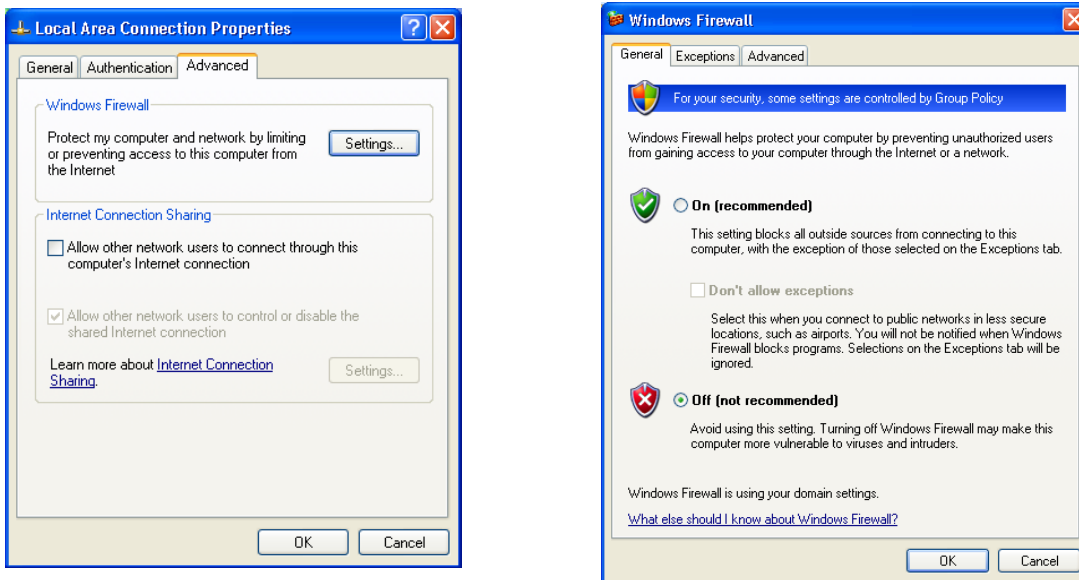 Local Area Connection Properties
General Authentication Advanced
Windows Firewall
Protect my computer and network by limiting
or preventing access to this computer from
the Internet
Settings...
Internet Connection Sharing
Allow other network users to connect through this
computer's Internet connection
Allow other network users to control or disable the
shared Internet connection
Learn more about Internet Connection
Sharing.
Settings...
OK Cancel
Windows Firewall
General Exceptions Advanced
For your security, some settings are controlled by Group Policy
Windows Firewall helps protect your computer by preventing unauthorized users
from gaining access to your computer through the Internet or a network.
On (recommended)
This setting blocks all outside sources from connecting to this
computer, with the exception of those selected on the Exceptions tab.
Don't allow exceptions
Select this when you connect to public networks in less secure
locations, such as airports. You will not be notified when Windows
Firewall blocks programs. Selections on the Exceptions tab will be
ignored.
Off (not recommended)
Avoid using this setting. Turning off Windows Firewall may make this
computer more vulnerable to viruses and intruders.
Windows Firewall is using your domain settings.
What else should I know about Windows Firewall?
OK Cancel